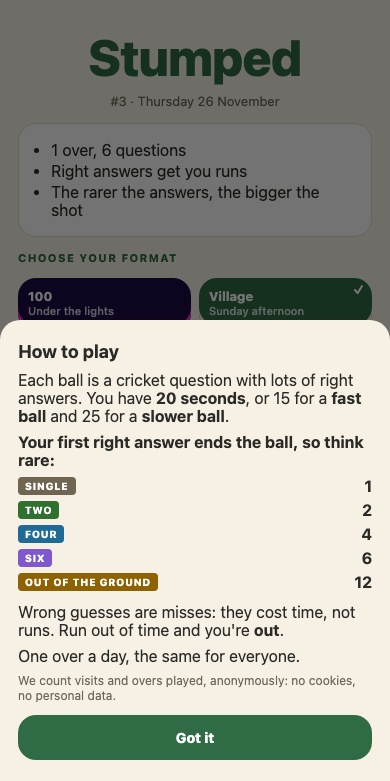 Stumped
#3 · Thursday 26 November
• 1 over, 6 questions
• Right answers get you runs
• The rarer the answers, the bigger the
shot
CHOOSE YOUR FORMAT
100
Under the lights
Village
Sunday afternoon
How to play
Each ball is a cricket question with lots of right
answers. You have 20 seconds, or 15 for a fast
ball and 25 for a slower ball.
Your first right answer ends the ball, so think
rare:
SINGLE 1
TWO 2
FOUR 4
SIX 6
OUT OF THE GROUND 12
Wrong guesses are misses: they cost time, not
runs. Run out of time and you're out.
One over a day, the same for everyone.
We count visits and overs played, anonymously: no cookies,
no personal data.
Got it